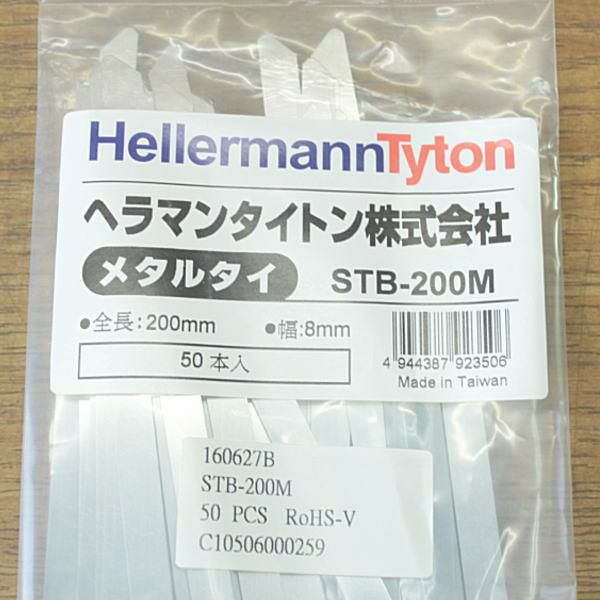 HellermannTyton
ヘラマンタイトン株式会社
メタルタイ STB-200M
●全長:200mm ●幅:8mm
50本入
4 944387 923506
Made in Taiwan
160627B
STB-200M
50 PCS RoHS-V
C10506000259